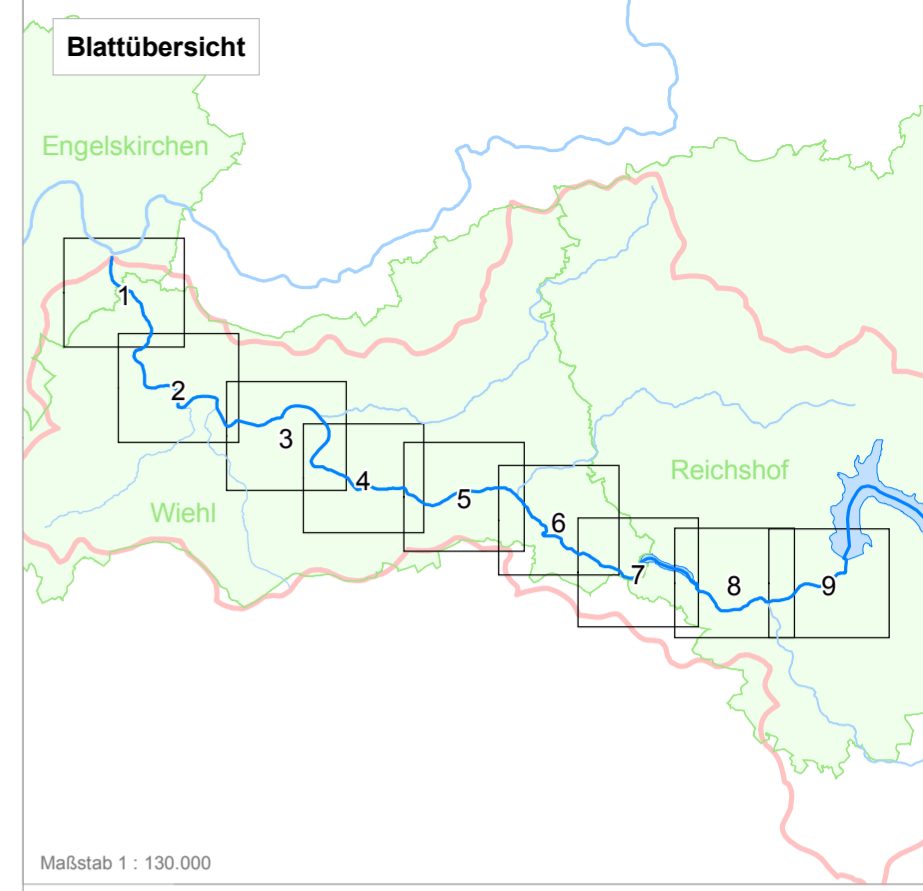 Blattübersicht
Engelskirchen
1
2
3
Reichshof
4
5
Wiehl
6
7
8
9
Maßstab 1 : 130.000